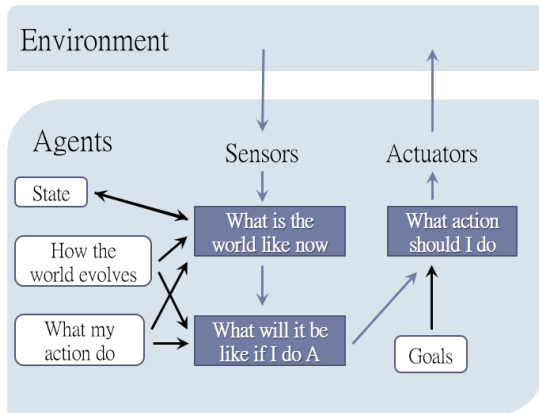 Environment
Agents
Sensors
Actuators
State
What is the
world like now
What action
should I do
How the
world evolves
What my
action do
What will it be
like if I do A
Goals